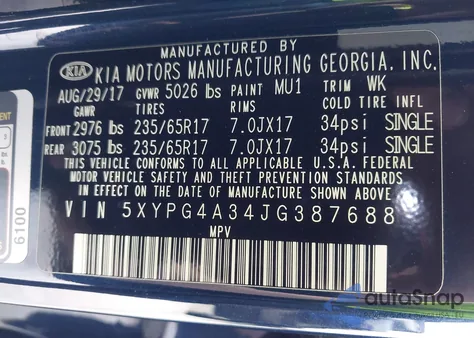 MANUFACTURED BY
KIA KIA MOTORS MANUFACTURING GEORGIA, INC.
AUG/29/17 GVWR 5026 lbs PAINT MU1 TRIM WK
TIRES RIMS COLD TIRE INFL
FRONT 2976 lbs 235/65R17 7.0JX17 34psi SINGLE
REAR 3075 lbs 235/65R17 7.0JX17 34psi SINGLE
THIS VEHICLE CONFORMS TO ALL APPLICABLE U.S.A. FEDERAL
MOTOR VEHICLE SAFETY AND THEFT PREVENTION STANDARDS
IN EFFECT ON THE DATE OF MANUFACTURE SHOWN ABOVE
VIN 5XYPG4A34JG387688
MPV
6100
autoSnap